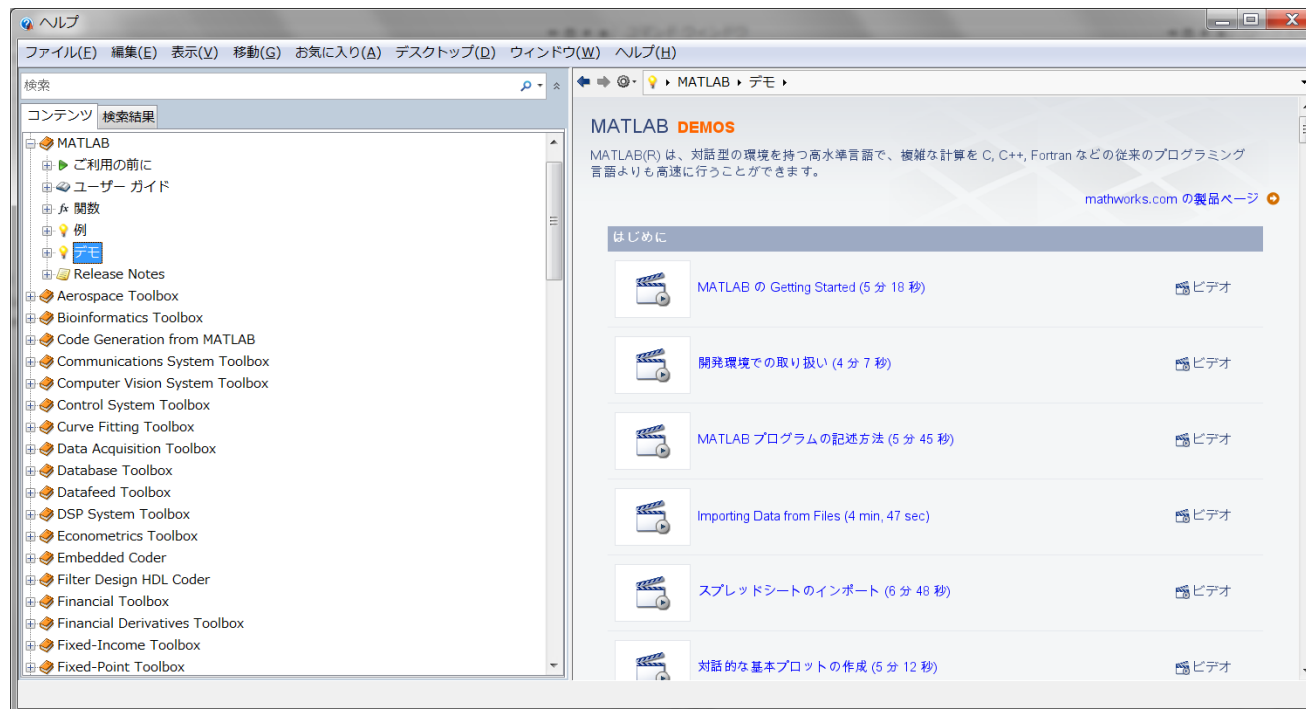 ヘルプ
ファイル(F) 編集(E) 表示(V) 移動(G) お気に入り(A) デスクトップ(D) ウィンドウ(W) ヘルプ(H)
検索
コンテンツ 検索結果
MATLAB
ご利用の前に
ユーザー ガイド
fx 関数
例
デモ
Release Notes
Aerospace Toolbox
Bioinformatics Toolbox
Code Generation from MATLAB
Communications System Toolbox
Computer Vision System Toolbox
Control System Toolbox
Curve Fitting Toolbox
Data Acquisition Toolbox
Database Toolbox
Datafeed Toolbox
DSP System Toolbox
Econometrics Toolbox
Embedded Coder
Filter Design HDL Coder
Financial Toolbox
Financial Derivatives Toolbox
Fixed-Income Toolbox
Fixed-Point Toolbox
MATLAB デモ
MATLAB DEMOS
MATLAB(R) は、対話型の環境を持つ高水準言語で、複雑な計算を C, C++, Fortran などの従来のプログラミング
言語よりも高速に行うことができます。
mathworks.com の製品ページ
はじめに
MATLAB の Getting Started (5 分 18 秒) ビデオ
開発環境での取り扱い (4 分 7 秒) ビデオ
MATLAB プログラムの記述方法 (5 分 45 秒) ビデオ
Importing Data from Files (4 min, 47 sec) ビデオ
スプレッドシートのインポート (6 分 48 秒) ビデオ
対話的な基本プロットの作成 (5 分 12 秒) ビデオ